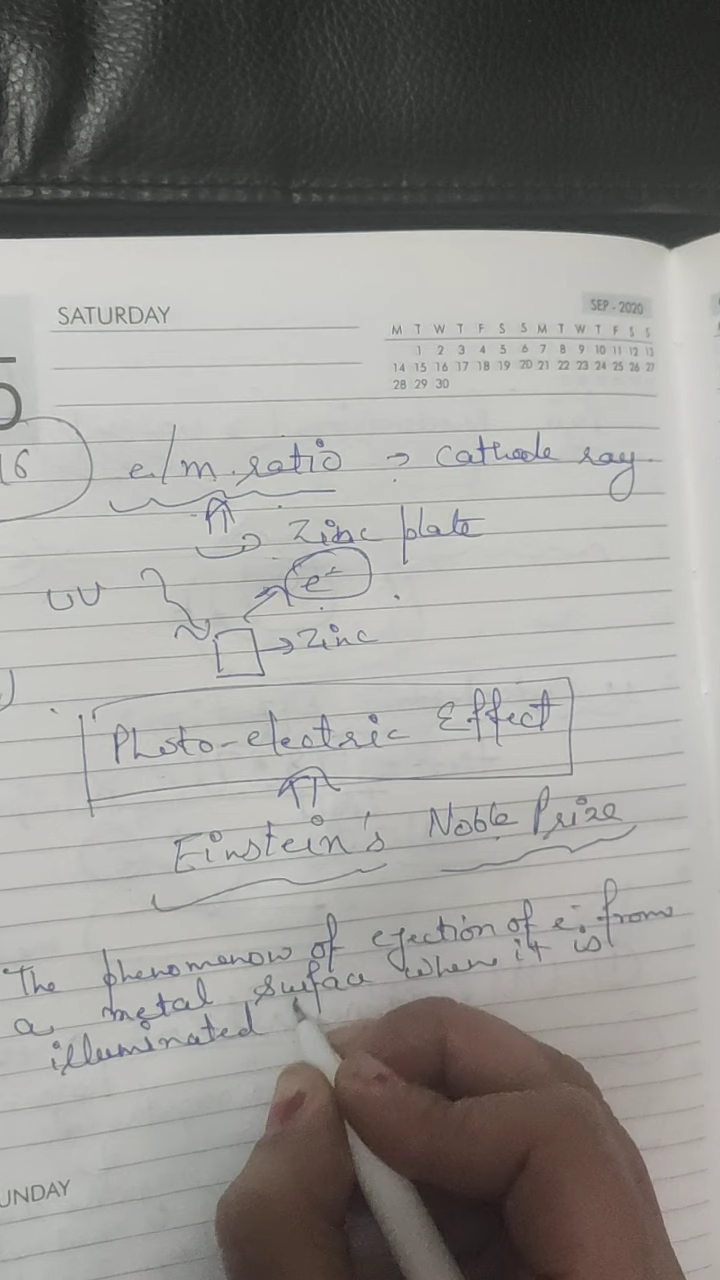 SATURDAY
SEP - 2020
M T W T F S S M T W T F S S
1 2 3 4 5 6 7 8 9 10 11 12 13
14 15 16 17 18 19 20 21 22 23 24 25 26 27
28 29 30
16
e/m ratio → Cathode ray
Zinc plate
e-
UV
→ Zinc
Photo-electric Effect
Einstein's Noble Prize
The phenomenon of ejection of e- from
a metal surface when it is
illuminated
UNDAY